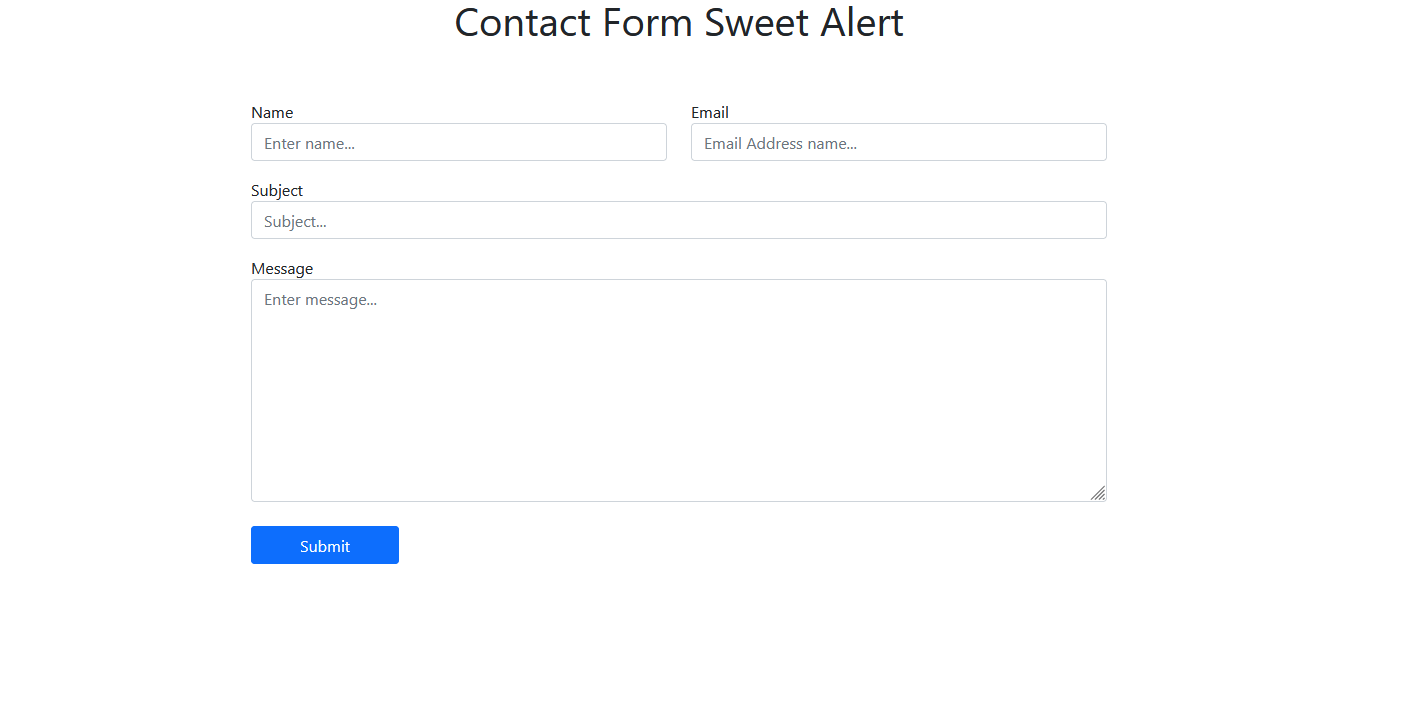 Contact Form Sweet Alert
Name
Email
Enter name...
Email Address name...
Subject
Subject...
Message
Enter message...
Submit